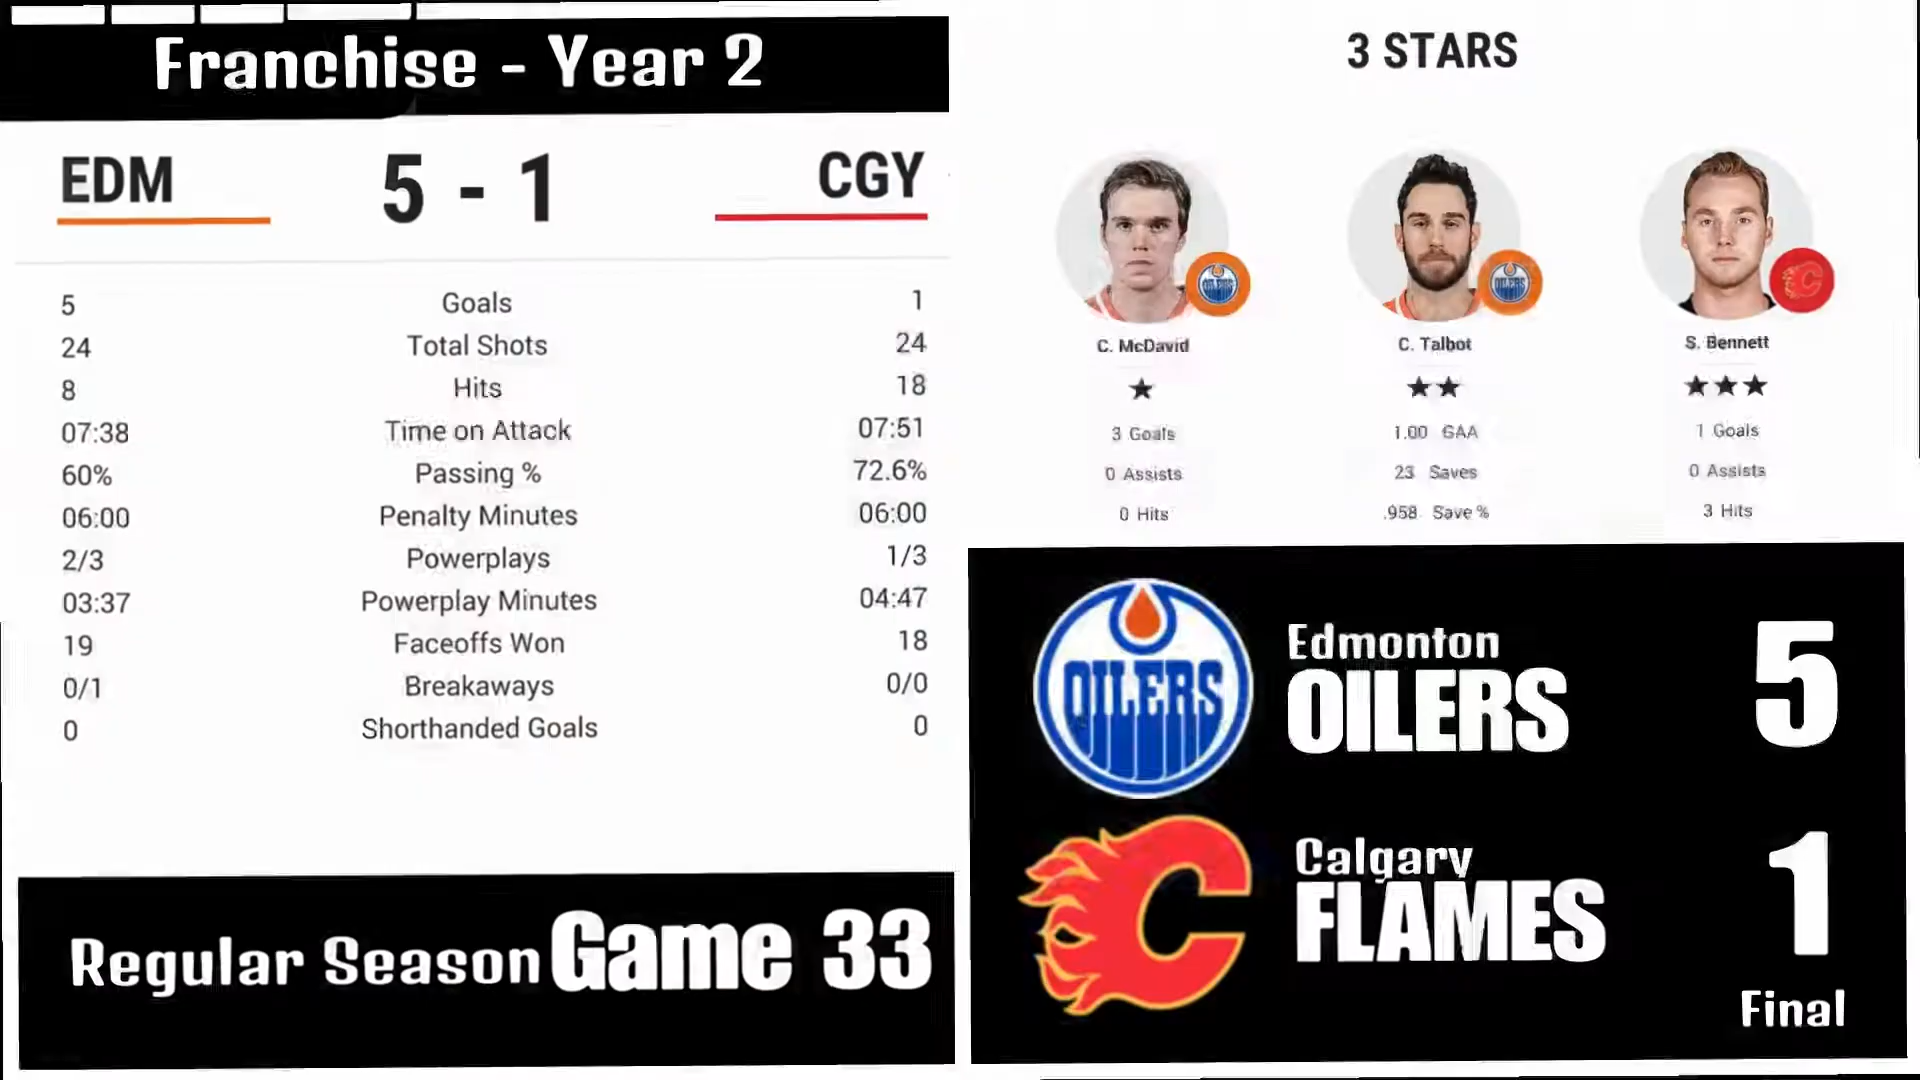 Franchise - Year 2
EDM 5 - 1 CGY
5 Goals 1
24 Total Shots 24
8 Hits 18
07:38 Time on Attack 07:51
60% Passing % 72.6%
06:00 Penalty Minutes 06:00
2/3 Powerplays 1/3
03:37 Powerplay Minutes 04:47
19 Faceoffs Won 18
0/1 Breakaways 0/0
0 Shorthanded Goals 0
Regular Season Game 33
3 STARS
OILERS OILERS C
C. McDavid C. Talbot S. Bennett
★ ★★ ★★★
3 Goals 1.00 GAA 1 Goals
0 Assists 23 Saves 0 Assists
0 Hits .958 Save % 3 Hits
OILERS
Edmonton
OILERS 5
C
Calgary
FLAMES 1
Final